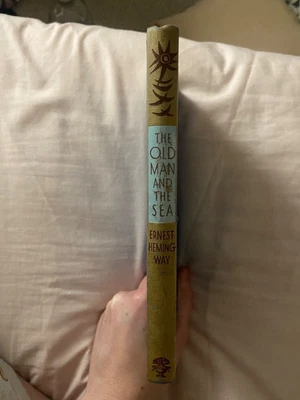 THE
OLD
MAN
AND
THE
SEA
ERNEST
HEMING
WAY